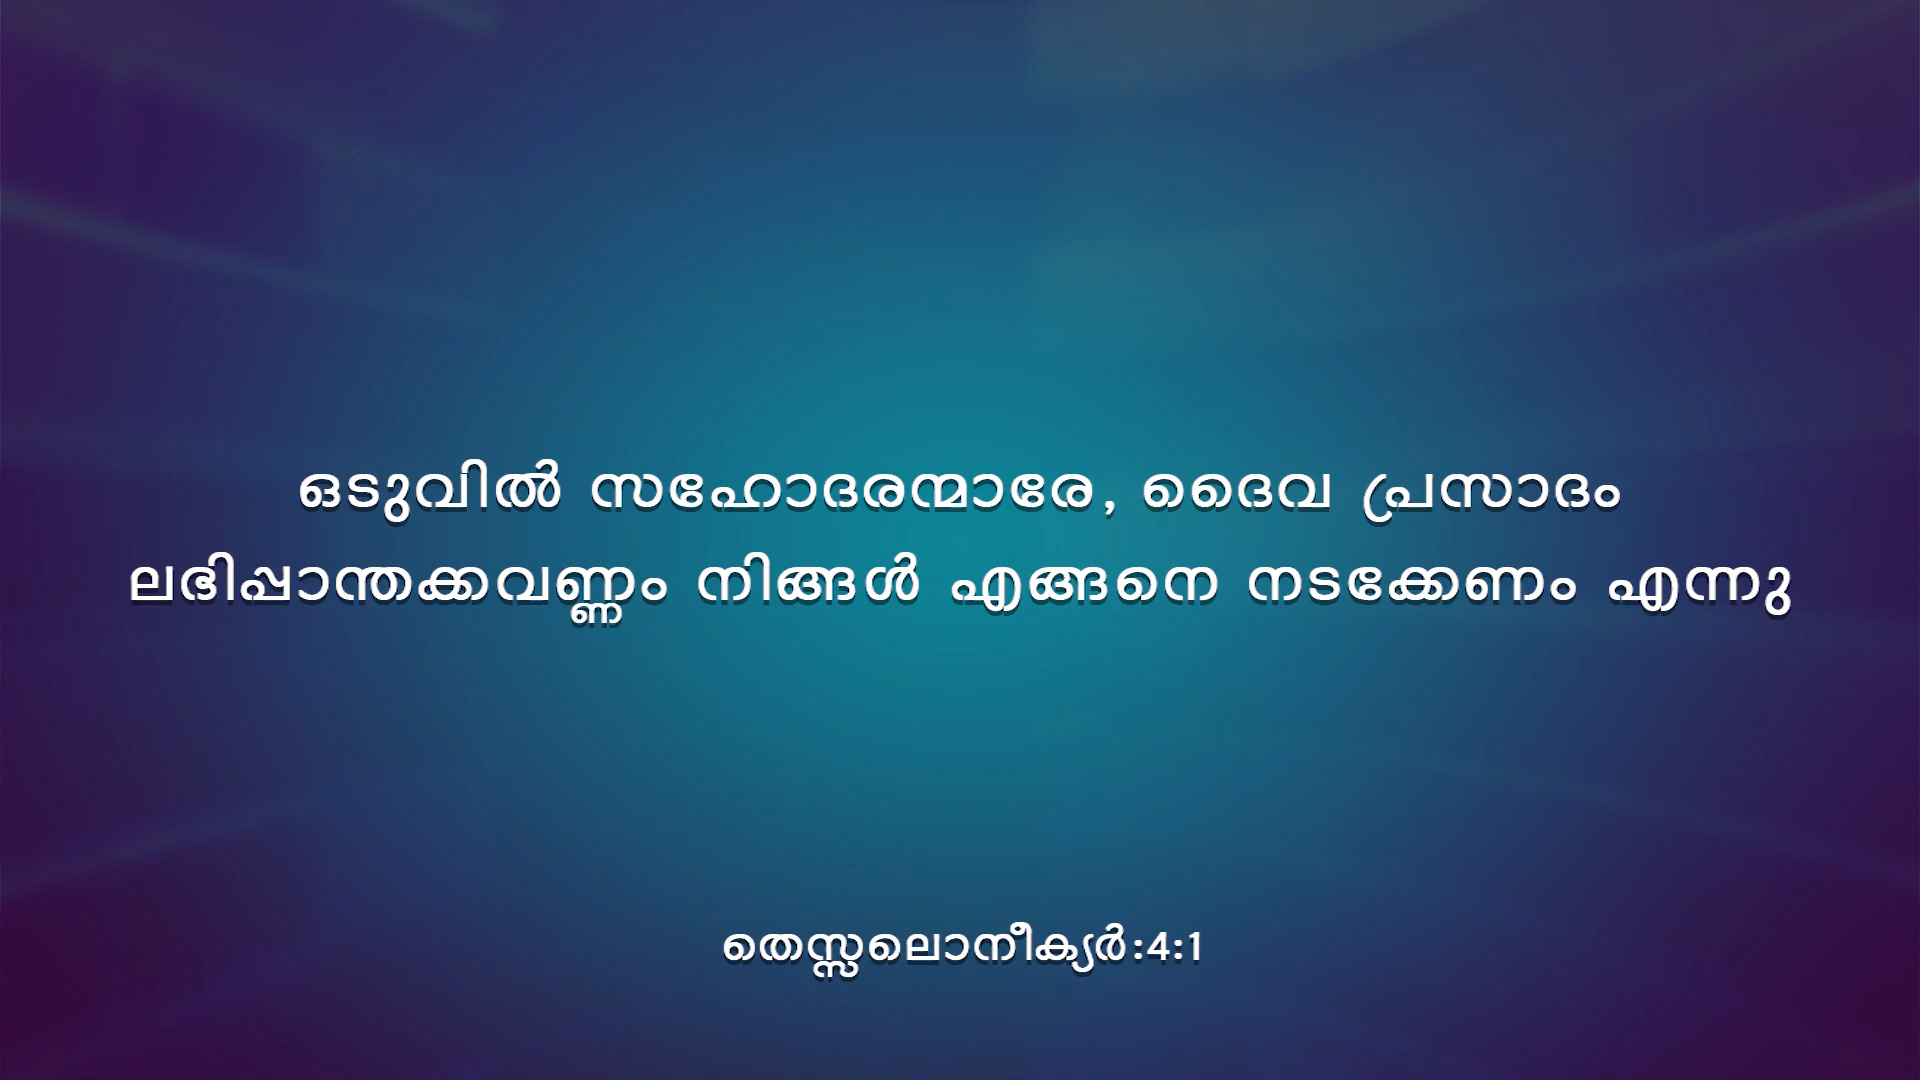 ഒടുവിൽ സഹോദരന്മാരേ, ദൈവ പ്രസാദം
ലഭിപ്പാന്തക്കവണ്ണം നിങ്ങൾ എങ്ങനെ നടക്കേണം എന്നു
തെസ്സലൊനീക്യർ:4:1